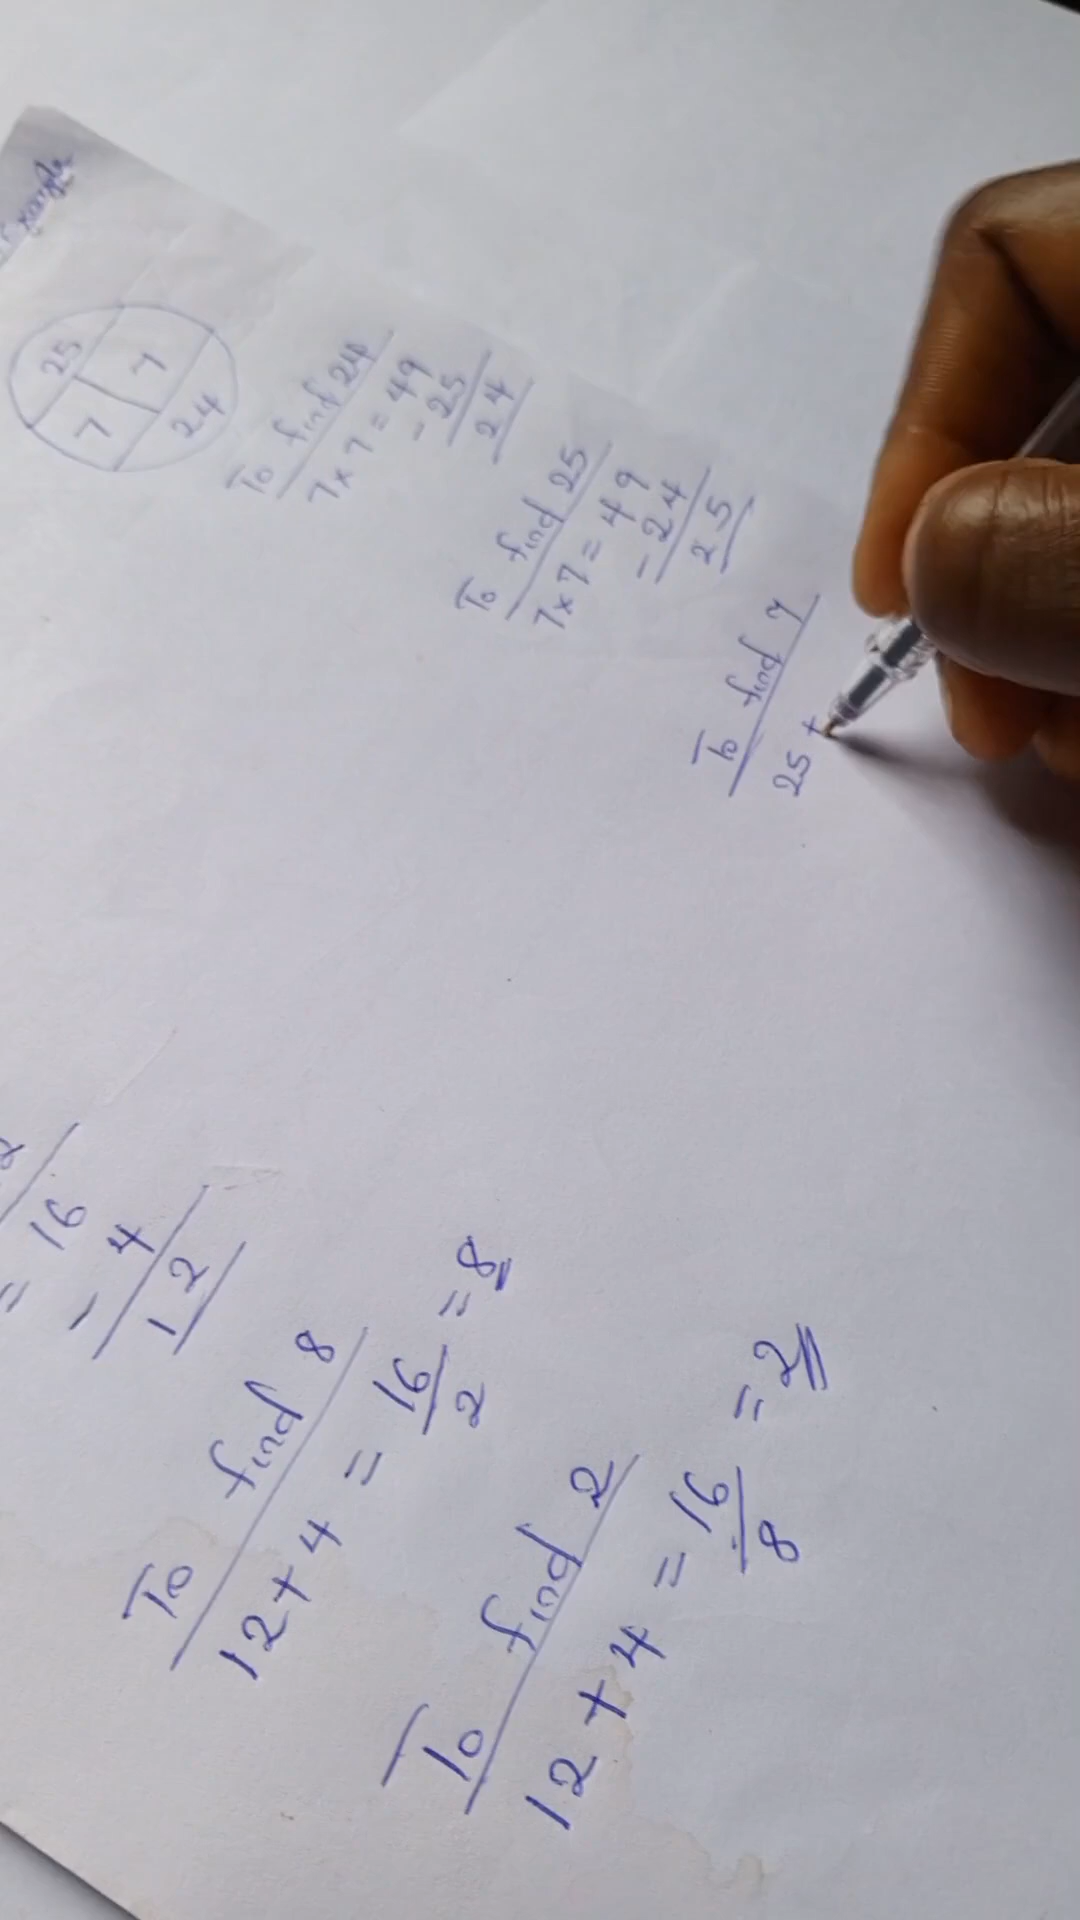 Example
25 7
7 24
To find 24
7 x 7 = 49
- 25
24
To find 25
7 x 7 = 49
- 24
25
To find 7
25 +
2
= 16
- 4
12
To find 8
12 + 4 = 16/2 = 8
To find 2
12 + 4 = 16/8 = 2